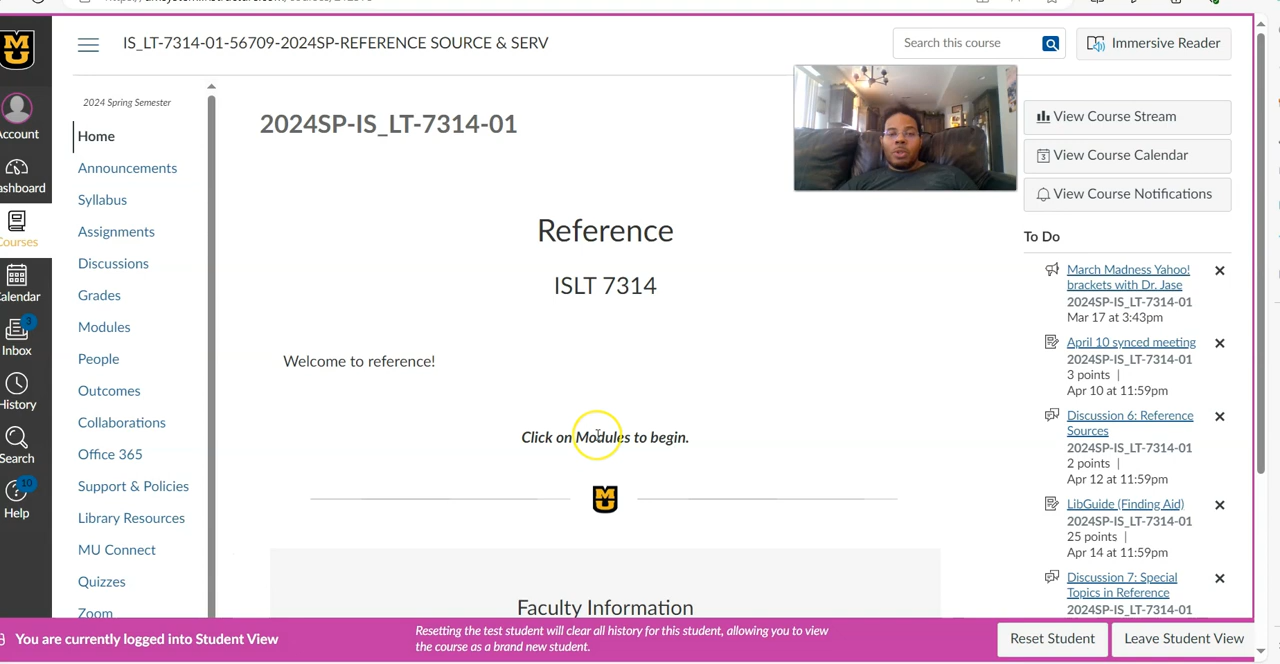 IS_LT-7314-01-56709-2024SP-REFERENCE SOURCE & SERV
Search this course
Immersive Reader
Account
Dashboard
Courses
Calendar
3
Inbox
History
Search
10
Help
2024 Spring Semester
Home
Announcements
Syllabus
Assignments
Discussions
Grades
Modules
People
Outcomes
Collaborations
Office 365
Support & Policies
Library Resources
MU Connect
Quizzes
Zoom
2024SP-IS_LT-7314-01
Reference
ISLT 7314
Welcome to reference!
Click on Modules to begin.
Faculty Information
View Course Stream
View Course Calendar
View Course Notifications
To Do
March Madness Yahoo!
brackets with Dr. Jase
2024SP-IS_LT-7314-01
Mar 17 at 3:43pm
April 10 synced meeting
2024SP-IS_LT-7314-01
3 points |
Apr 10 at 11:59pm
Discussion 6: Reference
Sources
2024SP-IS_LT-7314-01
2 points |
Apr 12 at 11:59pm
LibGuide (Finding Aid)
2024SP-IS_LT-7314-01
25 points |
Apr 14 at 11:59pm
Discussion 7: Special
Topics in Reference
2024SP-IS_LT-7314-01
You are currently logged into Student View
Resetting the test student will clear all history for this student, allowing you to view
the course as a brand new student.
Reset Student
Leave Student View